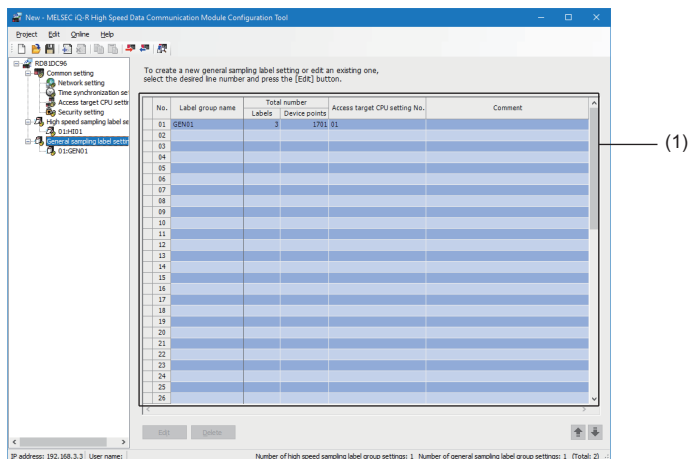 New - MELSEC iQ-R High Speed Data Communication Module Configuration Tool
Project Edit Online Help
RD81DC96
Common setting
Network setting
Time synchronization se
Access target CPU settin
Security setting
High speed sampling label se
01:HI01
General sampling label settin
01:GEN01
To create a new general sampling label setting or edit an existing one,
select the desired line number and press the [Edit] button.
No. Label group name Total number Access target CPU setting No. Comment
Labels Device points
01 GEN01 3 1701 01
02
03
04
05
06
07
08
09
10
11
12
13
14
15
16
17
18
19
20
21
22
23
24
25
26
(1)
Edit Delete
IP address: 192.168.3.3 User name: Number of high speed sampling label group settings: 1 Number of general sampling label group settings: 1 (Total: 2)